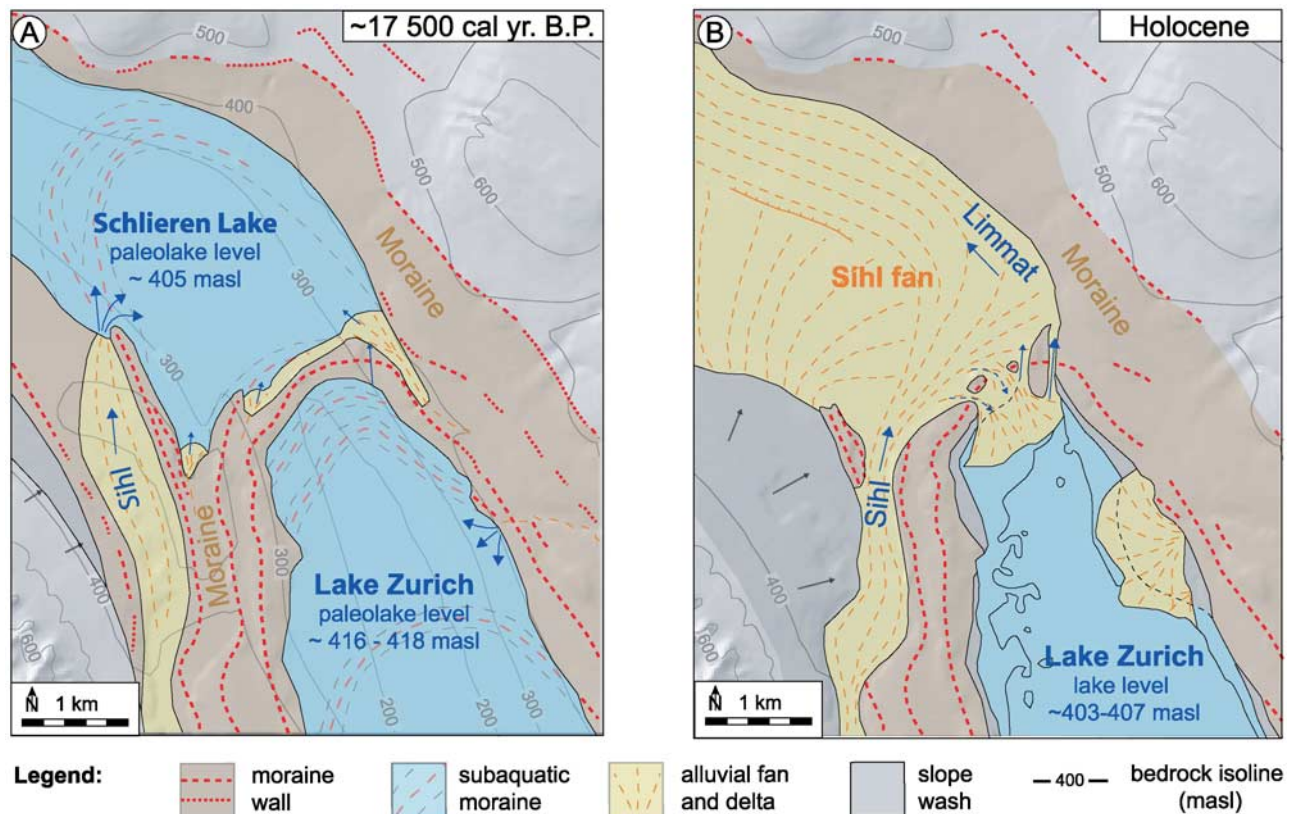 A
~17 500 cal yr. B.P.
500
400
500
600
Schlieren Lake
paleolake level
~ 405 masl
Moraine
300
300
Sihl
Moraine
300
400
600
Lake Zurich
paleolake level
~ 416 - 418 masl
200
200
300
N
1 km
B
Holocene
500
500
600
Limmat
Sihl fan
Moraine
Sihl
400
600
Lake Zurich
lake level
~403-407 masl
N
1 km
Legend:
moraine
wall
subaquatic
moraine
alluvial fan
and delta
slope
wash
400
bedrock isoline
(masl)